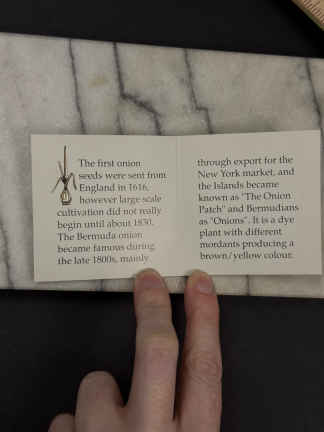 The first onion
seeds were sent from
England in 1616,
however large scale
cultivation did not really
begin until about 1830.
The Bermuda onion
became famous during
the late 1800s, mainly
through export for the
New York market, and
the Islands became
known as "The Onion
Patch" and Bermudians
as "Onions". It is a dye
plant with different
mordants producing a
brown/yellow colour.